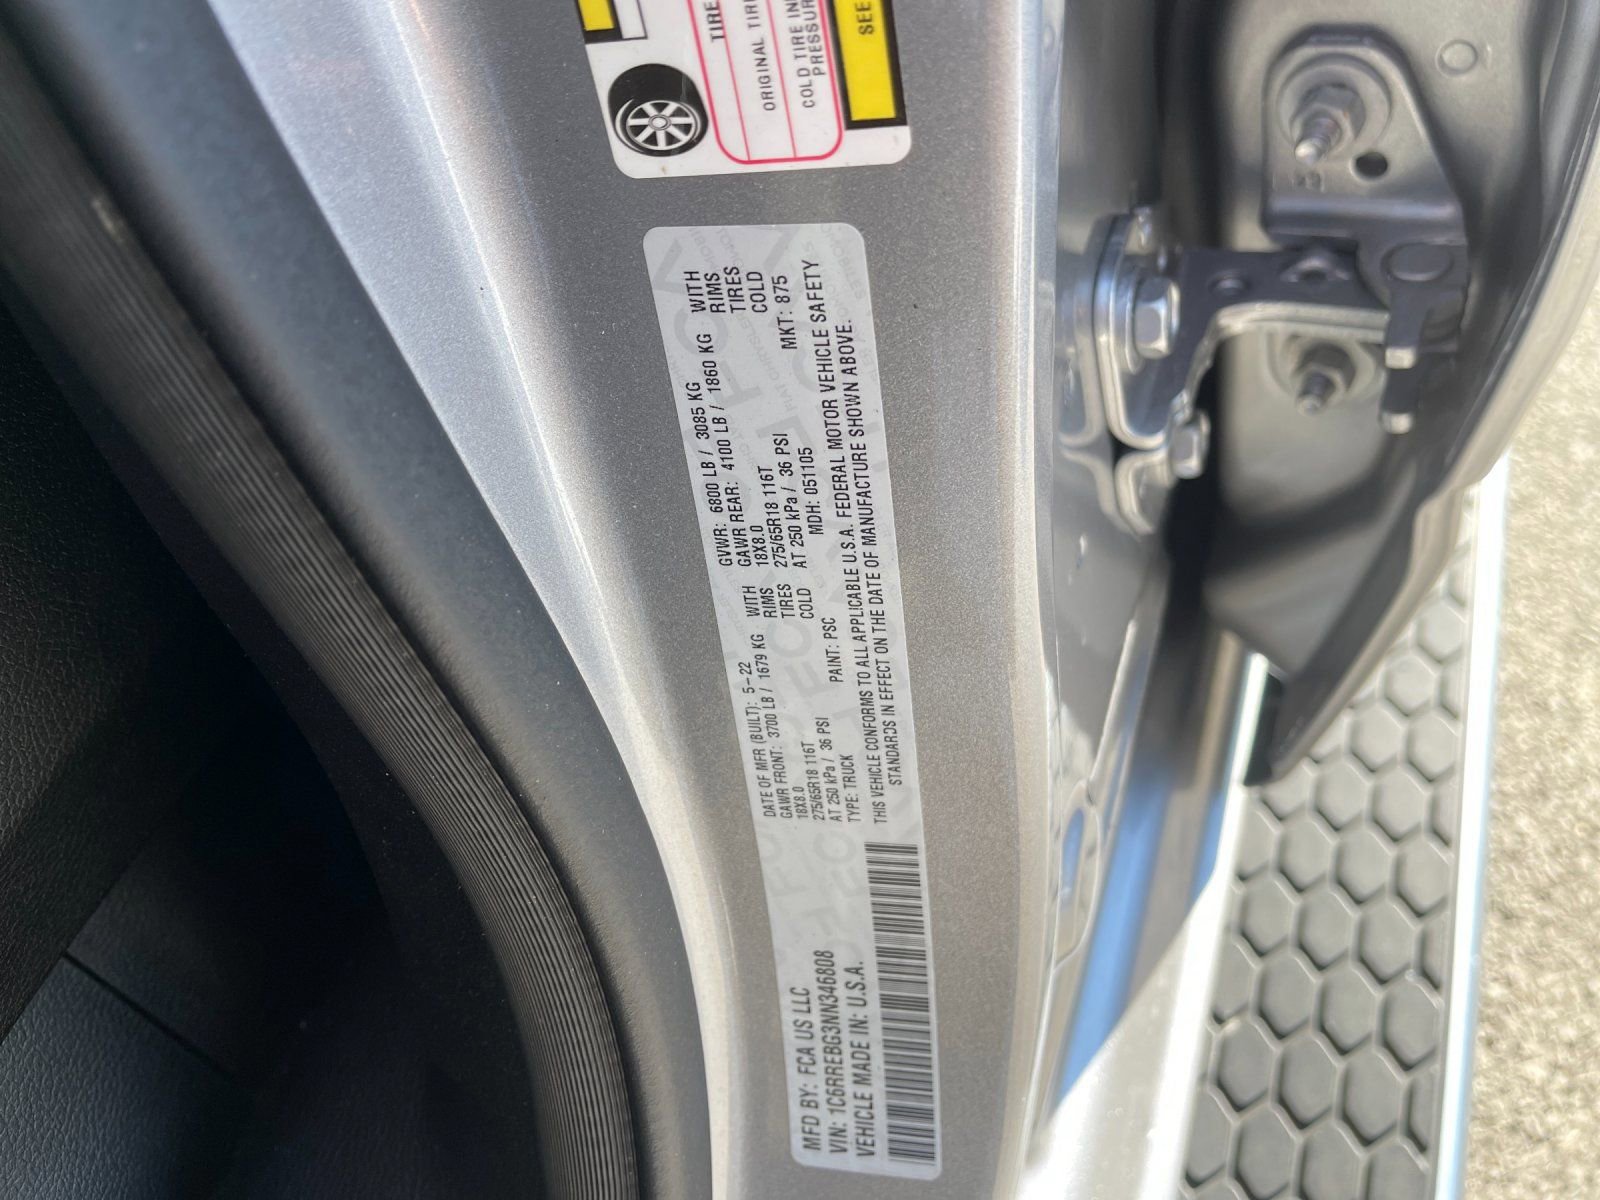 TIRE
ORIGINAL TIRE
COLD TIRE
PRESSUR
SEE
MFD BY: FCA US LLC
VIN: 1C6RREBG3NN346808
VEHICLE MADE IN: U.S.A.
DATE OF MFR (BUILT): 5-22 GVWR: 6800 LB / 3085 KG
GAWR FRONT: 3700 LB / 1679 KG WITH GAWR REAR: 4100 LB / 1860 KG WITH
18X8.0 RIMS 18X8.0 RIMS
275/65R18 116T TIRES 275/65R18 116T TIRES
AT 250 kPa / 36 PSI COLD AT 250 kPa / 36 PSI COLD
TYPE: TRUCK PAINT: PSC MDH: 051105 MKT: 875
THIS VEHICLE CONFORMS TO ALL APPLICABLE U.S.A. FEDERAL MOTOR VEHICLE SAFETY
STANDARDS IN EFFECT ON THE DATE OF MANUFACTURE SHOWN ABOVE.